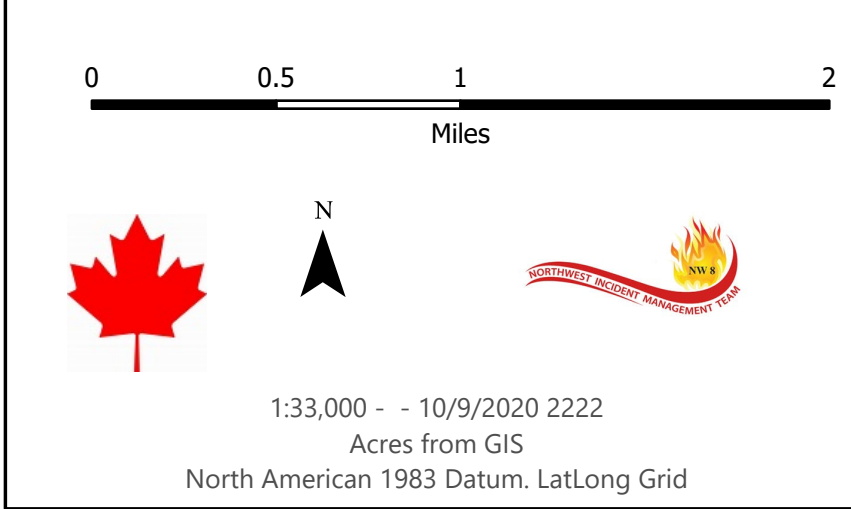 0 0.5 1 2
Miles
N
NW 8
NORTHWEST INCIDENT MANAGEMENT TEAM
1:33,000 - - 10/9/2020 2222
Acres from GIS
North American 1983 Datum. LatLong Grid